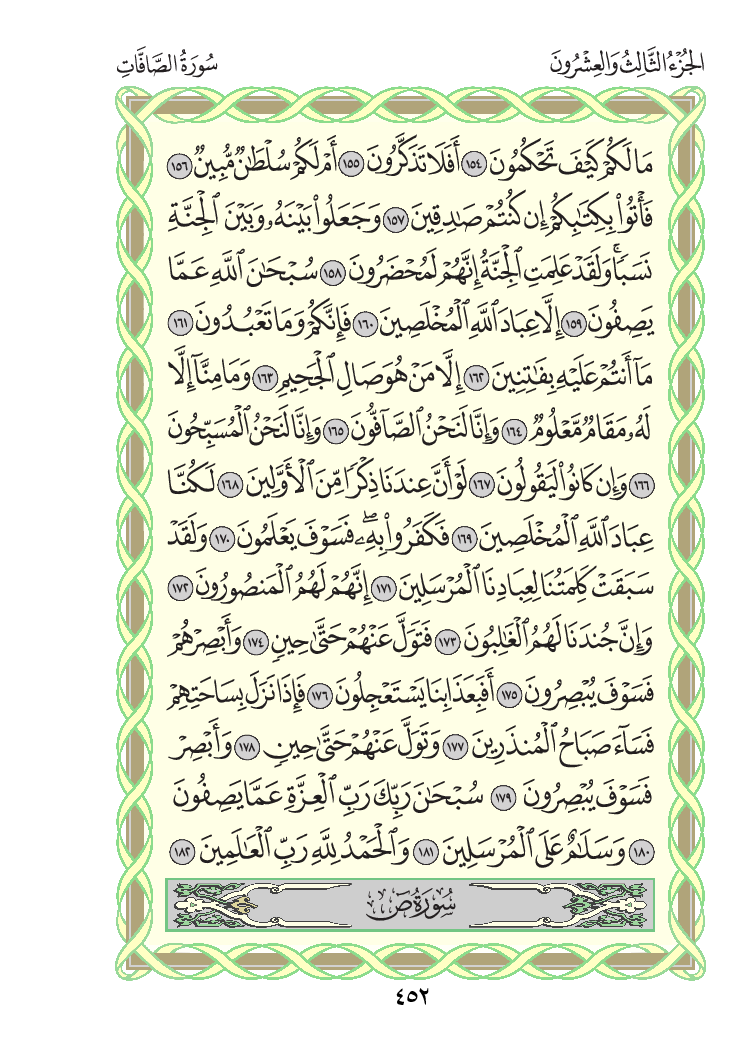 الجُزْءُ الثَّالِثُ وَالعِشْرُونَ
سُورَةُ الصَّافَّاتِ
مَا لَكُمْ كَيْفَ تَحْكُمُونَ ١٥٤ أَفَلَا تَذَكَّرُونَ ١٥٥ أَمْ لَكُمْ سُلْطَٰنٌ مُّبِينٌ ١٥٦
فَأْتُوا۟ بِكِتَٰبِكُمْ إِن كُنتُمْ صَٰدِقِينَ ١٥٧ وَجَعَلُوا۟ بَيْنَهُۥ وَبَيْنَ ٱلْجِنَّةِ
نَسَبًا ۚ وَلَقَدْ عَلِمَتِ ٱلْجِنَّةُ إِنَّهُمْ لَمُحْضَرُونَ ١٥٨ سُبْحَٰنَ ٱللَّهِ عَمَّا
يَصِفُونَ ١٥٩ إِلَّا عِبَادَ ٱللَّهِ ٱلْمُخْلَصِينَ ١٦٠ فَإِنَّكُمْ وَمَا تَعْبُدُونَ ١٦١
مَآ أَنتُمْ عَلَيْهِ بِفَٰتِنِينَ ١٦٢ إِلَّا مَنْ هُوَ صَالِ ٱلْجَحِيمِ ١٦٣ وَمَا مِنَّآ إِلَّا
لَهُۥ مَقَامٌ مَّعْلُومٌ ١٦٤ وَإِنَّا لَنَحْنُ ٱلصَّآفُّونَ ١٦٥ وَإِنَّا لَنَحْنُ ٱلْمُسَبِّحُونَ
١٦٦ وَإِن كَانُوا۟ لَيَقُولُونَ ١٦٧ لَوْ أَنَّ عِندَنَا ذِكْرًا مِّنَ ٱلْأَوَّلِينَ ١٦٨ لَكُنَّا
عِبَادَ ٱللَّهِ ٱلْمُخْلَصِينَ ١٦٩ فَكَفَرُوا۟ بِهِۦ ۖ فَسَوْفَ يَعْلَمُونَ ١٧٠ وَلَقَدْ
سَبَقَتْ كَلِمَتُنَا لِعِبَادِنَا ٱلْمُرْسَلِينَ ١٧١ إِنَّهُمْ لَهُمُ ٱلْمَنصُورُونَ ١٧٢
وَإِنَّ جُندَنَا لَهُمُ ٱلْغَٰلِبُونَ ١٧٣ فَتَوَلَّ عَنْهُمْ حَتَّىٰ حِينٍ ١٧٤ وَأَبْصِرْهُمْ
فَسَوْفَ يُبْصِرُونَ ١٧٥ أَفَبِعَذَابِنَا يَسْتَعْجِلُونَ ١٧٦ فَإِذَا نَزَلَ بِسَاحَتِهِمْ
فَسَآءَ صَبَاحُ ٱلْمُنذَرِينَ ١٧٧ وَتَوَلَّ عَنْهُمْ حَتَّىٰ حِينٍ ١٧٨ وَأَبْصِرْ
فَسَوْفَ يُبْصِرُونَ ١٧٩ سُبْحَٰنَ رَبِّكَ رَبِّ ٱلْعِزَّةِ عَمَّا يَصِفُونَ
١٨٠ وَسَلَٰمٌ عَلَى ٱلْمُرْسَلِينَ ١٨١ وَٱلْحَمْدُ لِلَّهِ رَبِّ ٱلْعَٰلَمِينَ ١٨٢
سُورَةُ صٓ
٤٥٢